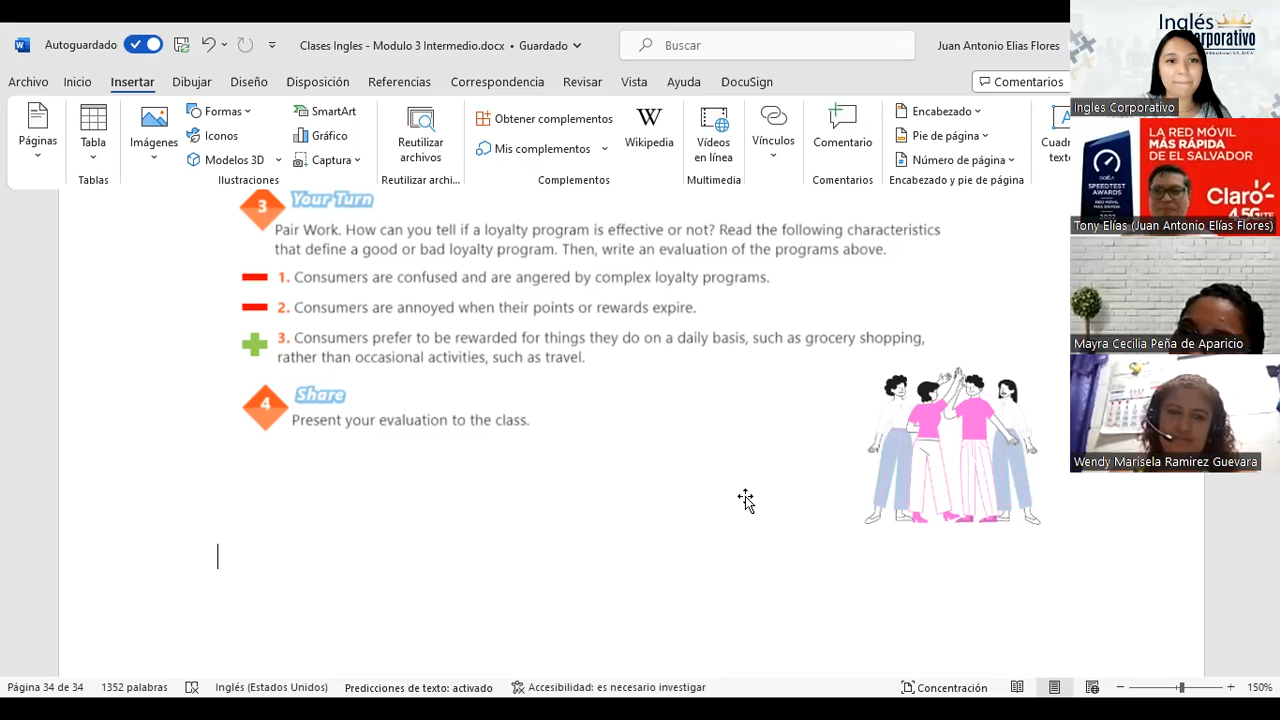 Autoguardado
Clases Ingles - Modulo 3 Intermedio.docx • Guardado
Buscar
Juan Antonio Elias Flores
Archivo Inicio Insertar Dibujar Diseño Disposición Referencias Correspondencia Revisar Vista Ayuda DocuSign
Comentarios
Páginas
Tabla
Tablas
Imágenes
Formas
Iconos
Modelos 3D
SmartArt
Gráfico
Captura
Ilustraciones
Reutilizar
archivos
Reutilizar archi...
Obtener complementos
Mis complementos
Wikipedia
Complementos
Vídeos
en línea
Multimedia
Vínculos
Comentario
Comentarios
Encabezado
Pie de página
Número de página
Encabezado y pie de página
3 Your Turn
Pair Work. How can you tell if a loyalty program is effective or not? Read the following characteristics
that define a good or bad loyalty program. Then, write an evaluation of the programs above.
1. Consumers are confused and are angered by complex loyalty programs.
2. Consumers are annoyed when their points or rewards expire.
3. Consumers prefer to be rewarded for things they do on a daily basis, such as grocery shopping,
rather than occasional activities, such as travel.
4 Share
Present your evaluation to the class.
Página 34 de 34 1352 palabras Inglés (Estados Unidos) Predicciones de texto: activado Accesibilidad: es necesario investigar
Concentración
150%
Inglés
Ingles Corporativo
SPEEDTEST
AWARDS
LA RED MÓVIL
MÁS RÁPIDA
DE EL SALVADOR
Claro
4.5G
Tony Elías (Juan Antonio Elías Flores)
Mayra Cecilia Peña de Aparicio
Wendy Marisela Ramirez Guevara